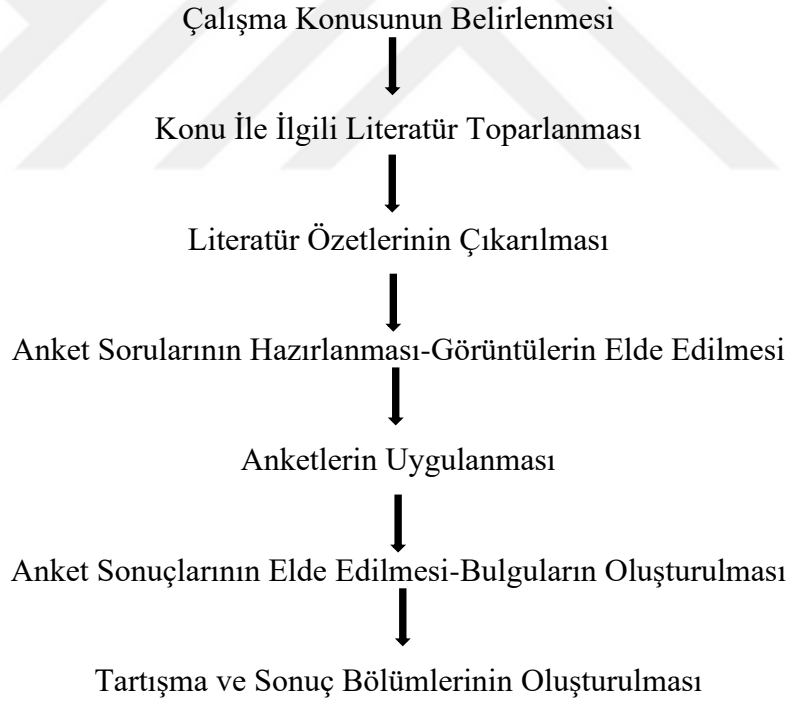 Çalışma Konusunun Belirlenmesi
Konu İle İlgili Literatür Toparlanması
Literatür Özetlerinin Çıkarılması
Anket Sorularının Hazırlanması-Görüntülerin Elde Edilmesi
Anketlerin Uygulanması
Anket Sonuçlarının Elde Edilmesi-Bulguların Oluşturulması
Tartışma ve Sonuç Bölümlerinin Oluşturulması